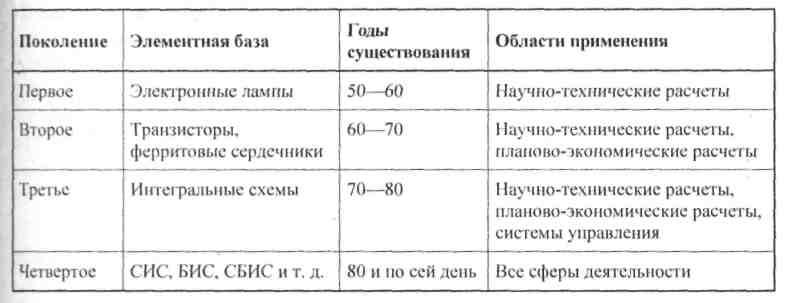 Поколение Элементная база Годы существования Области применения
Первое Электронные лампы 50—60 Научно-технические расчеты
Второе Транзисторы, ферритовые сердечники 60—70 Научно-технические расчеты, планово-экономические расчеты
Третье Интегральные схемы 70—80 Научно-технические расчеты, планово-экономические расчеты, системы управления
Четвертое СИС, БИС, СБИС и т. д. 80 и по сей день Все сферы деятельности